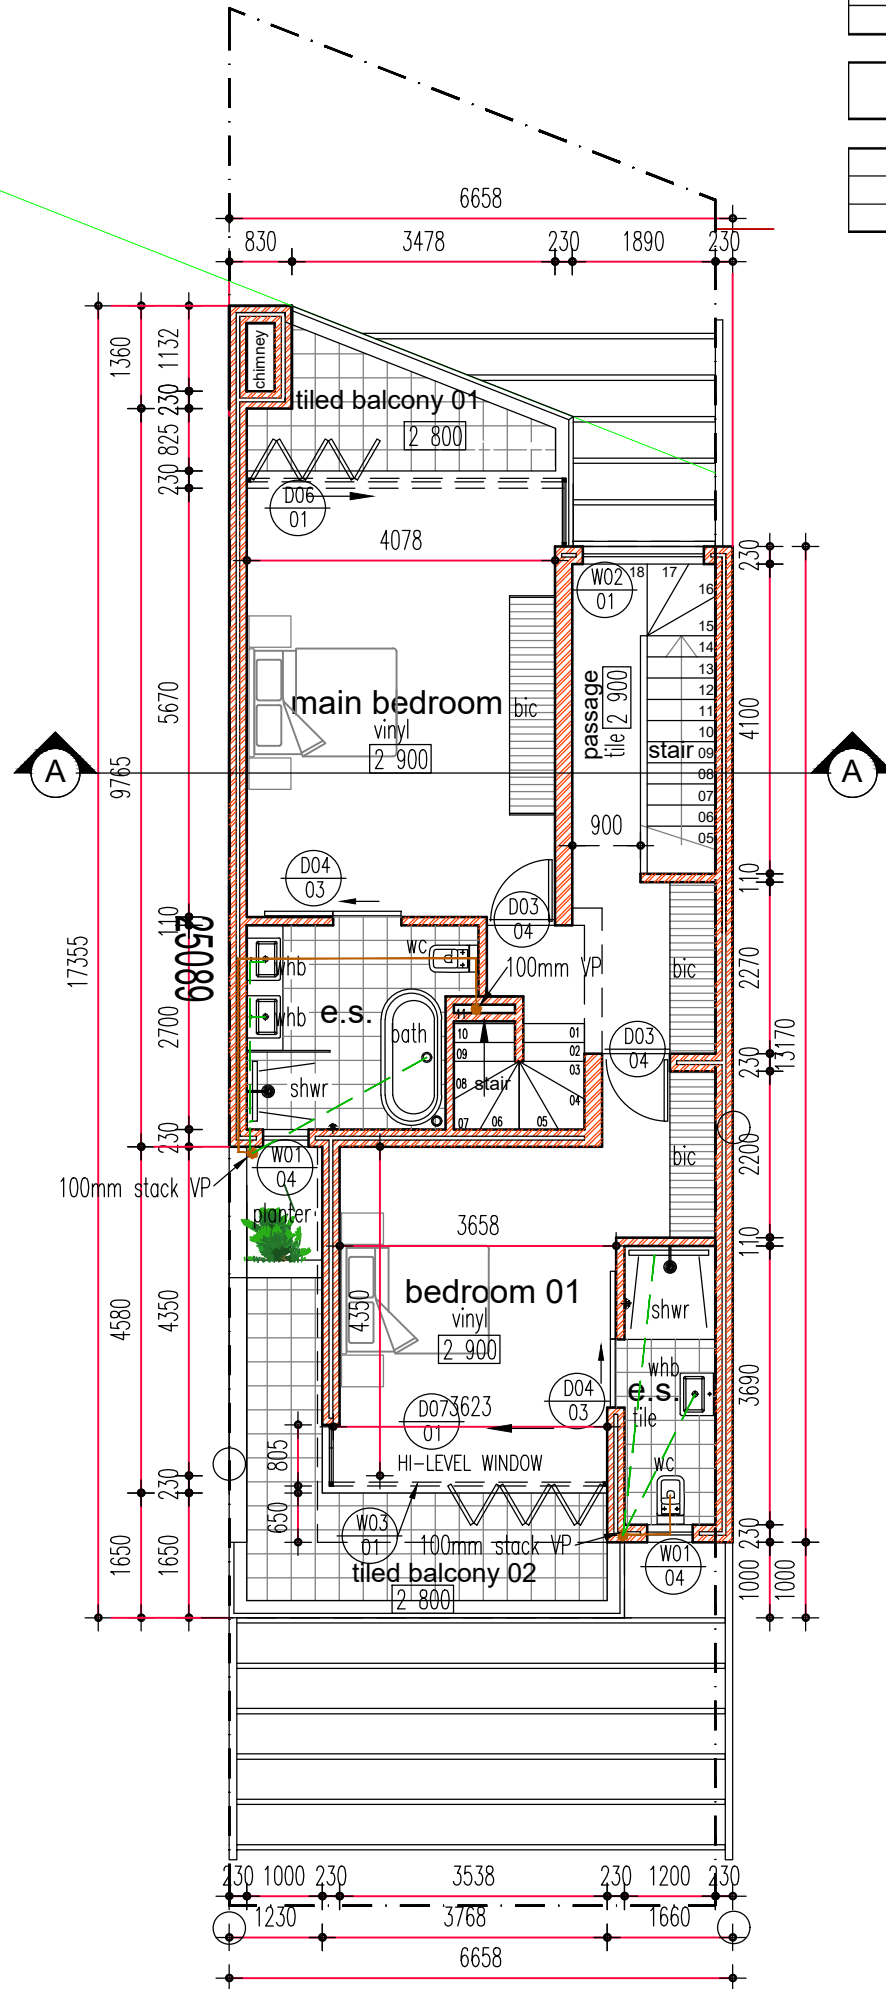 6658
830 3478 230 1890 230
1360
1132
230
825
230
chimney
tiled balcony 01
2 800
D06
01
4078
230
W02
01
18 17
16
15
14
13
12
11
10
09
08
07
06
05
passage
tile 2 900
stair
main bedroom
vinyl
2 900
bic
5670
4100
9765
A
A
900
D04
03
D03
04
110
110
25089
17355
wc
100mm VP
whb
whb
e.s.
bath
shwr
bic
2270
2700
13170
11
10
09
08
07
06
05
04
03
02
01
stair
D03
04
230
230
W01
04
100mm stack VP
planter
bic
2200
110
3658
bedroom 01
vinyl
2 900
4350
4580
4350
shwr
whb
e.s.
tile
wc
3690
D04
03
D07
01
3623
HI-LEVEL WINDOW
805
650
230
W03
01
100mm stack VP
230
W01
04
tiled balcony 02
2 800
1650
1650
1000
1000
230 1000 230 3538 230 1200 230
1230 3768 1660
6658